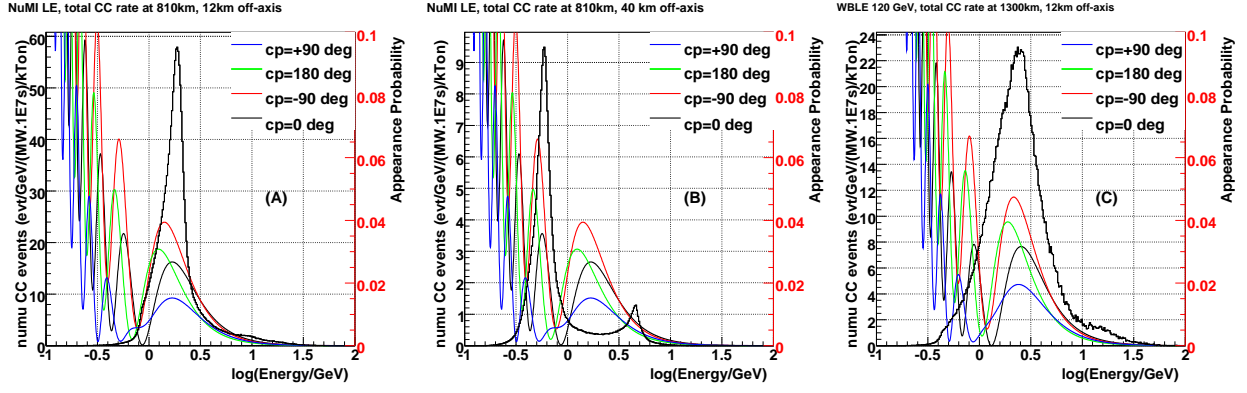 NuMI LE, total CC rate at 810km, 12km off-axis
numu CC events (evt/GeV/(MW.1E7s)/kTon)
60
50
40
30
20
10
0
-1 -0.5 0 0.5 1 1.5 2
log(Energy/GeV)
0.1
0.08
0.06
0.04
0.02
0
Appearance Probability
cp=+90 deg
cp=180 deg
cp=-90 deg
cp=0 deg
(A)
NuMI LE, total CC rate at 810km, 40 km off-axis
numu CC events (evt/GeV/(MW.1E7s)/kTon)
9
8
7
6
5
4
3
2
1
0
-1 -0.5 0 0.5 1 1.5 2
log(Energy/GeV)
0.1
0.08
0.06
0.04
0.02
0
Appearance Probability
cp=+90 deg
cp=180 deg
cp=-90 deg
cp=0 deg
(B)
WBLE 120 GeV, total CC rate at 1300km, 12km off-axis
numu CC events (evt/GeV/(MW.1E7s)/kTon)
24
22
20
18
16
14
12
10
8
6
4
2
0
-1 -0.5 0 0.5 1 1.5 2
log(Energy/GeV)
0.1
0.08
0.06
0.04
0.02
0
Appearance Probability
cp=+90 deg
cp=180 deg
cp=-90 deg
cp=0 deg
(C)